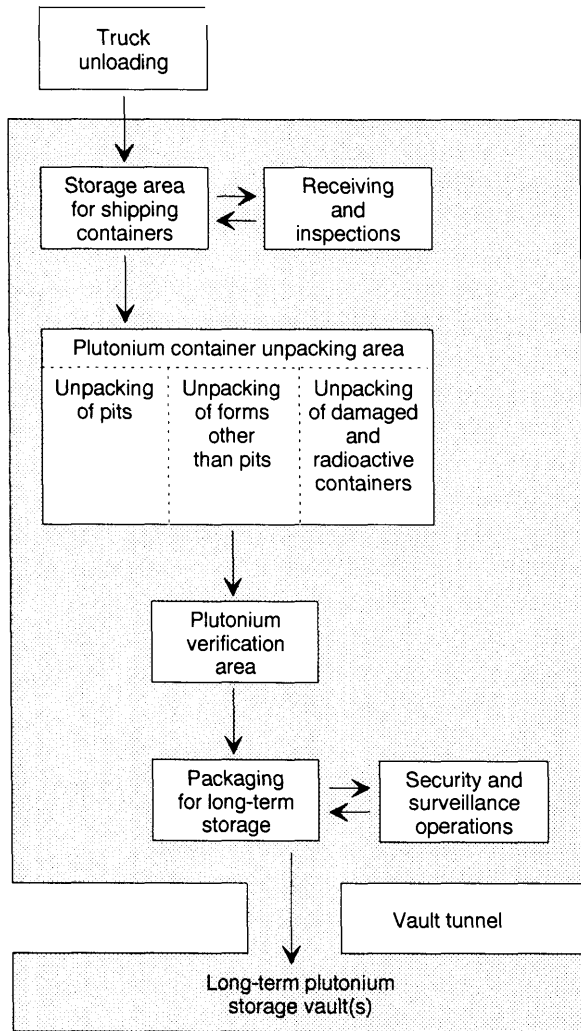 Truck
unloading
Storage area
for shipping
containers
Receiving
and
inspections
Plutonium container unpacking area
Unpacking
of pits
Unpacking
of forms
other
than pits
Unpacking
of damaged
and
radioactive
containers
Plutonium
verification
area
Packaging
for long-term
storage
Security and
surveillance
operations
Vault tunnel
Long-term plutonium
storage vault(s)